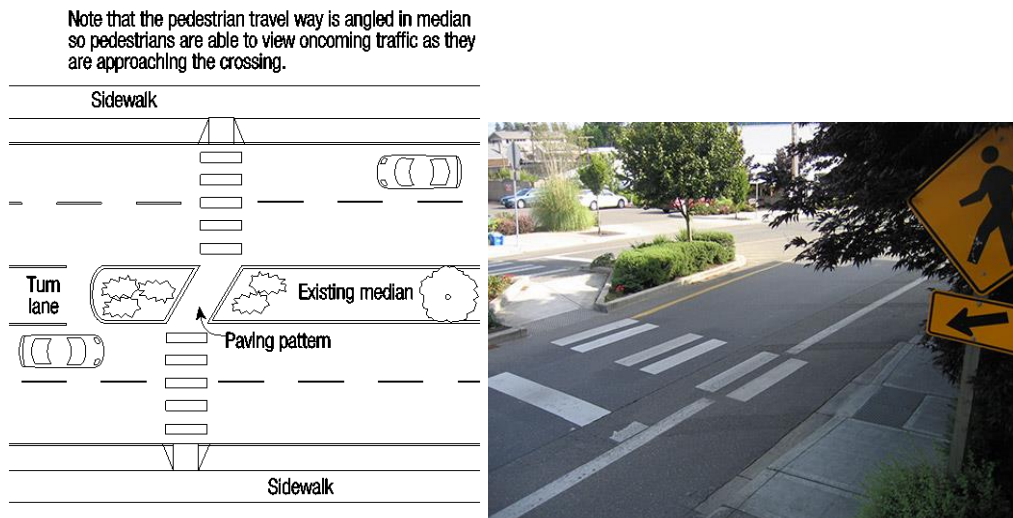 Note that the pedestrian travel way is angled in median
so pedestrians are able to view oncoming traffic as they
are approaching the crossing.
Sidewalk
Turn
lane
Existing median
Paving pattern
Sidewalk